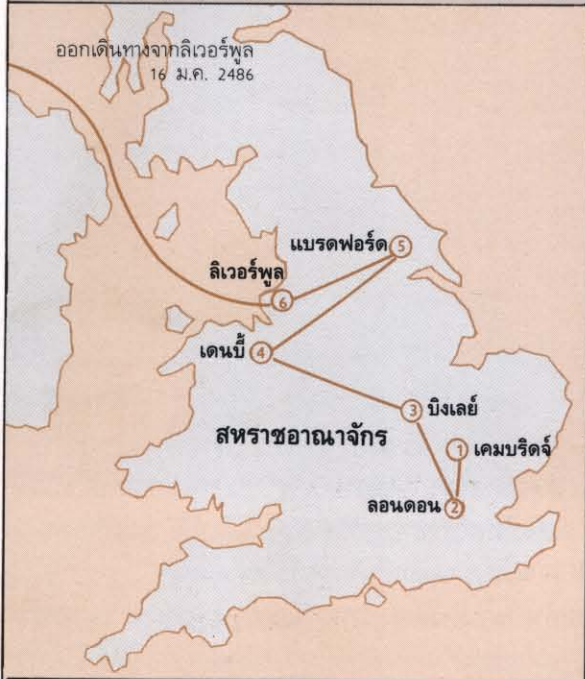 ออกเดินทางจากลิเวอร์พูล
16 ม.ค. 2486
แบรดฟอร์ด 5
ลิเวอร์พูล
6
เดนบี้ 4
3 บิงเลย์
สหราชอาณาจักร
1 เคมบริดจ์
ลอนดอน 2